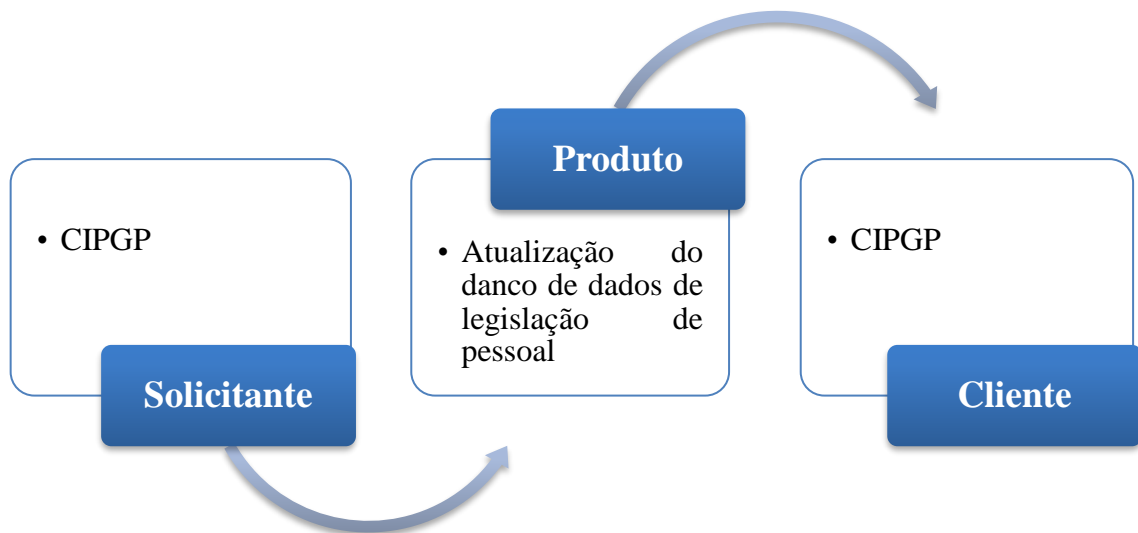 • CIPGP
Solicitante
Produto
• Atualização do
danco de dados de
legislação de
pessoal
• CIPGP
Cliente